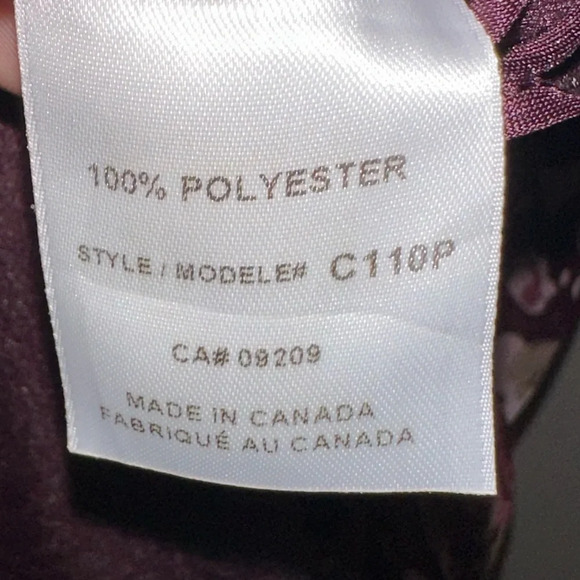 100% POLYESTER
STYLE / MODELE# C110P
CA# 09209
MADE IN CANADA
FABRIQUÉ AU CANADA